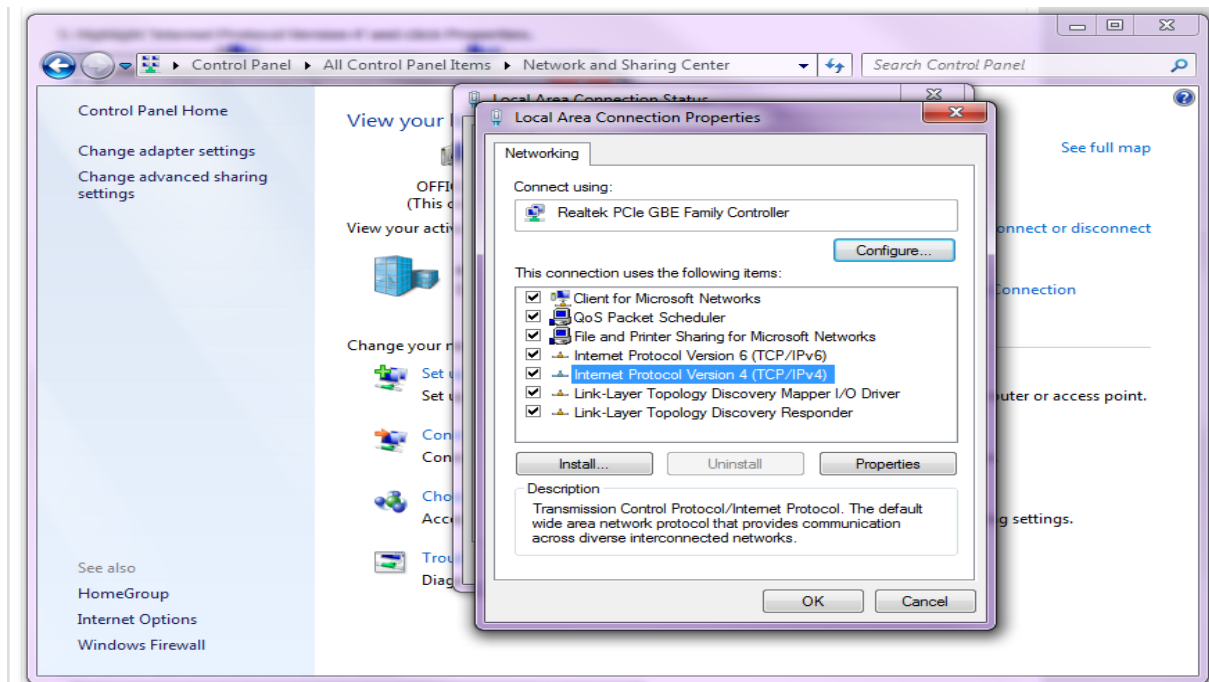 Control Panel ▸ All Control Panel Items ▸ Network and Sharing Center
Search Control Panel
Control Panel Home
Change adapter settings
Change advanced sharing
settings
See also
HomeGroup
Internet Options
Windows Firewall
View your
OFFI
(This c
View your activ
Change your n
Set u
Set u
Con
Con
Cho
Acc
Trou
Diag
See full map
onnect or disconnect
Connection
outer or access point.
g settings.
Local Area Connection Status
Local Area Connection Properties
Networking
Connect using:
Realtek PCIe GBE Family Controller
Configure...
This connection uses the following items:
Client for Microsoft Networks
QoS Packet Scheduler
File and Printer Sharing for Microsoft Networks
Internet Protocol Version 6 (TCP/IPv6)
Internet Protocol Version 4 (TCP/IPv4)
Link-Layer Topology Discovery Mapper I/O Driver
Link-Layer Topology Discovery Responder
Install...
Uninstall
Properties
Description
Transmission Control Protocol/Internet Protocol. The default
wide area network protocol that provides communication
across diverse interconnected networks.
OK
Cancel